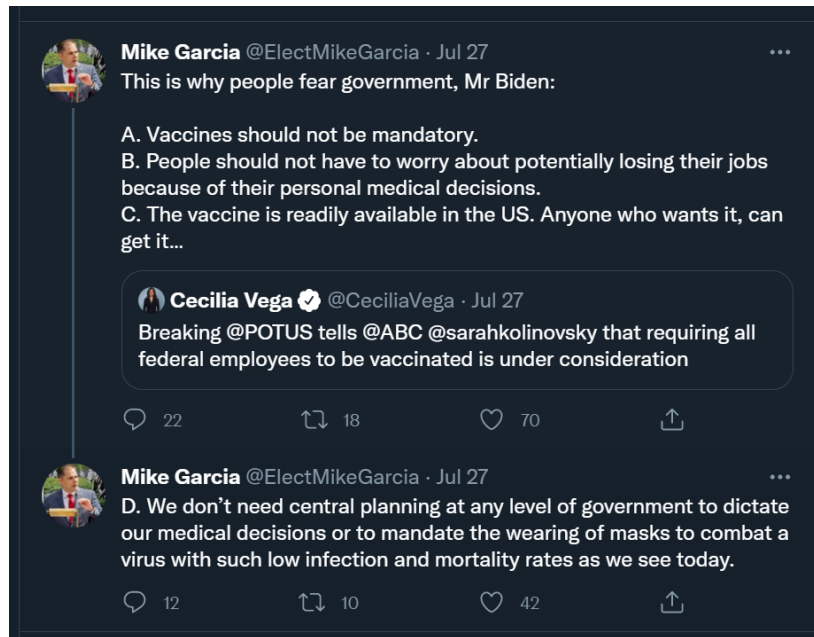 Mike Garcia @ElectMikeGarcia · Jul 27
This is why people fear government, Mr Biden:
A. Vaccines should not be mandatory.
B. People should not have to worry about potentially losing their jobs
because of their personal medical decisions.
C. The vaccine is readily available in the US. Anyone who wants it, can
get it...
Cecilia Vega @CeciliaVega · Jul 27
Breaking @POTUS tells @ABC @sarahkolinovsky that requiring all
federal employees to be vaccinated is under consideration
22 18 70
Mike Garcia @ElectMikeGarcia · Jul 27
D. We don’t need central planning at any level of government to dictate
our medical decisions or to mandate the wearing of masks to combat a
virus with such low infection and mortality rates as we see today.
12 10 42